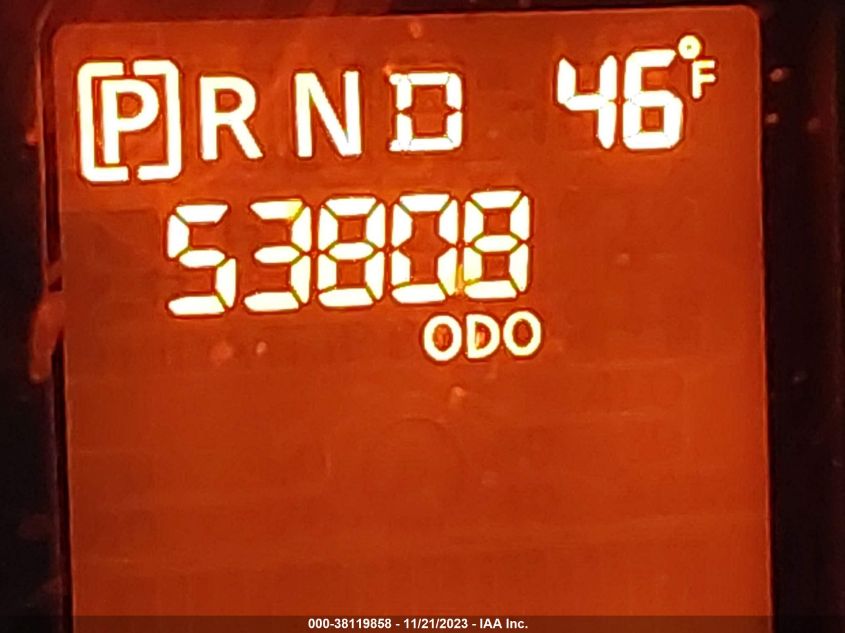 [P] R N D 46°F
53808
ODO
000-38119858 - 11/21/2023 - IAA Inc.